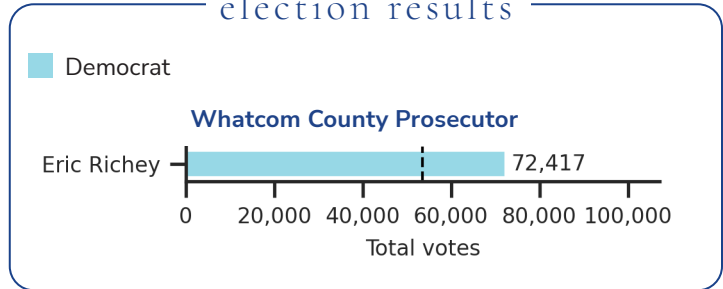 election results
Democrat
Whatcom County Prosecutor
Eric Richey 72,417
0 20,000 40,000 60,000 80,000 100,000
Total votes